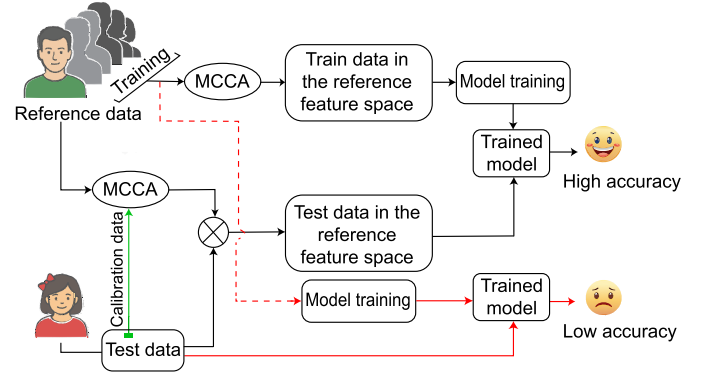 Training
Reference data
MCCA
Train data in
the reference
feature space
Model training
Trained
model
High accuracy
MCCA
Calibration data
Test data in the
reference
feature space
Model training
Trained
model
Low accuracy
Test data